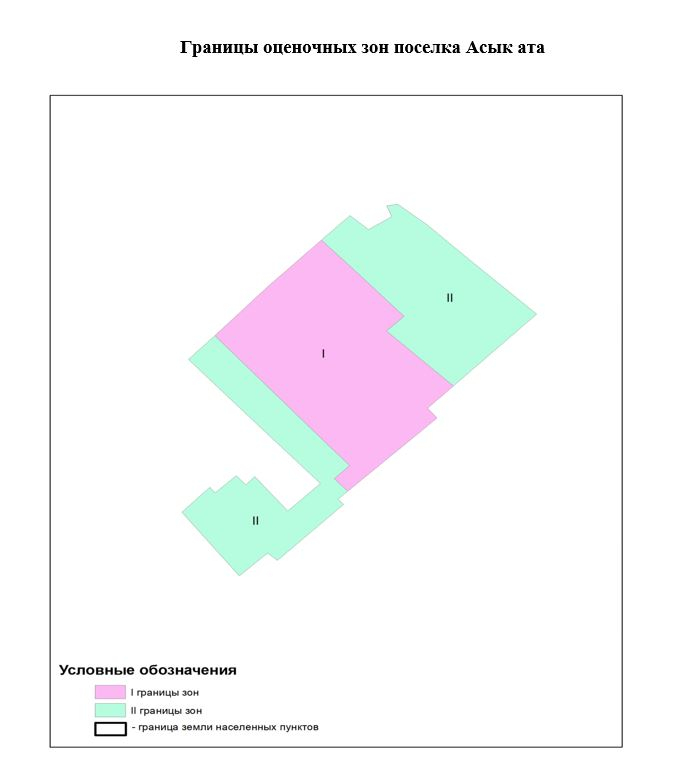 Границы оценочных зон поселка Асык ата
II
I
II
Условные обозначения
I границы зон
II границы зон
- граница земли населенных пунктов